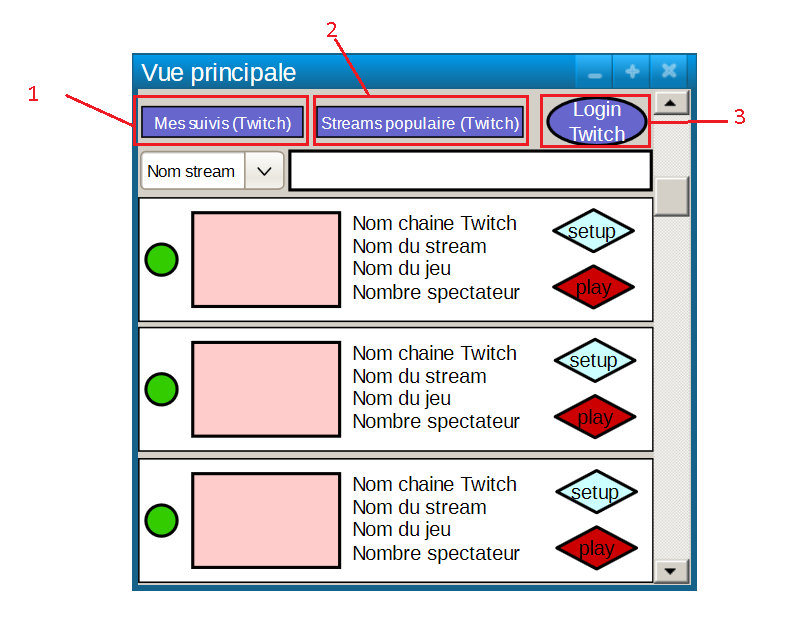 2
Vue principale
1
Mes suivis (Twitch)
Streams populaire (Twitch)
Login
Twitch
3
Nom stream
Nom chaine Twitch
Nom du stream
Nom du jeu
Nombre spectateur
setup
play
Nom chaine Twitch
Nom du stream
Nom du jeu
Nombre spectateur
setup
play
Nom chaine Twitch
Nom du stream
Nom du jeu
Nombre spectateur
setup
play